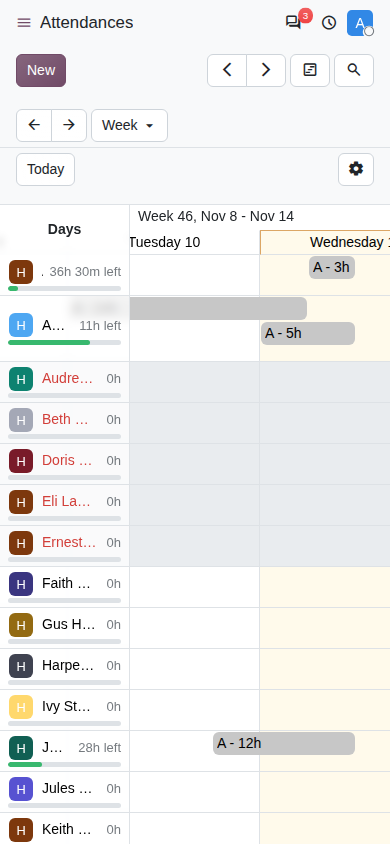 Attendances
3
A
New
Week
Today
Week 46, Nov 8 - Nov 14
Days
Tuesday 10
Wednesday 1
H . 36h 30m left
A - 3h
H A... 11h left
A - 5h
H Audre... 0h
H Beth ... 0h
H Doris ... 0h
H Eli La... 0h
H Ernest... 0h
H Faith ... 0h
H Gus H... 0h
H Harpe... 0h
H Ivy St... 0h
H J... 28h left
A - 12h
H Jules ... 0h
H Keith ... 0h